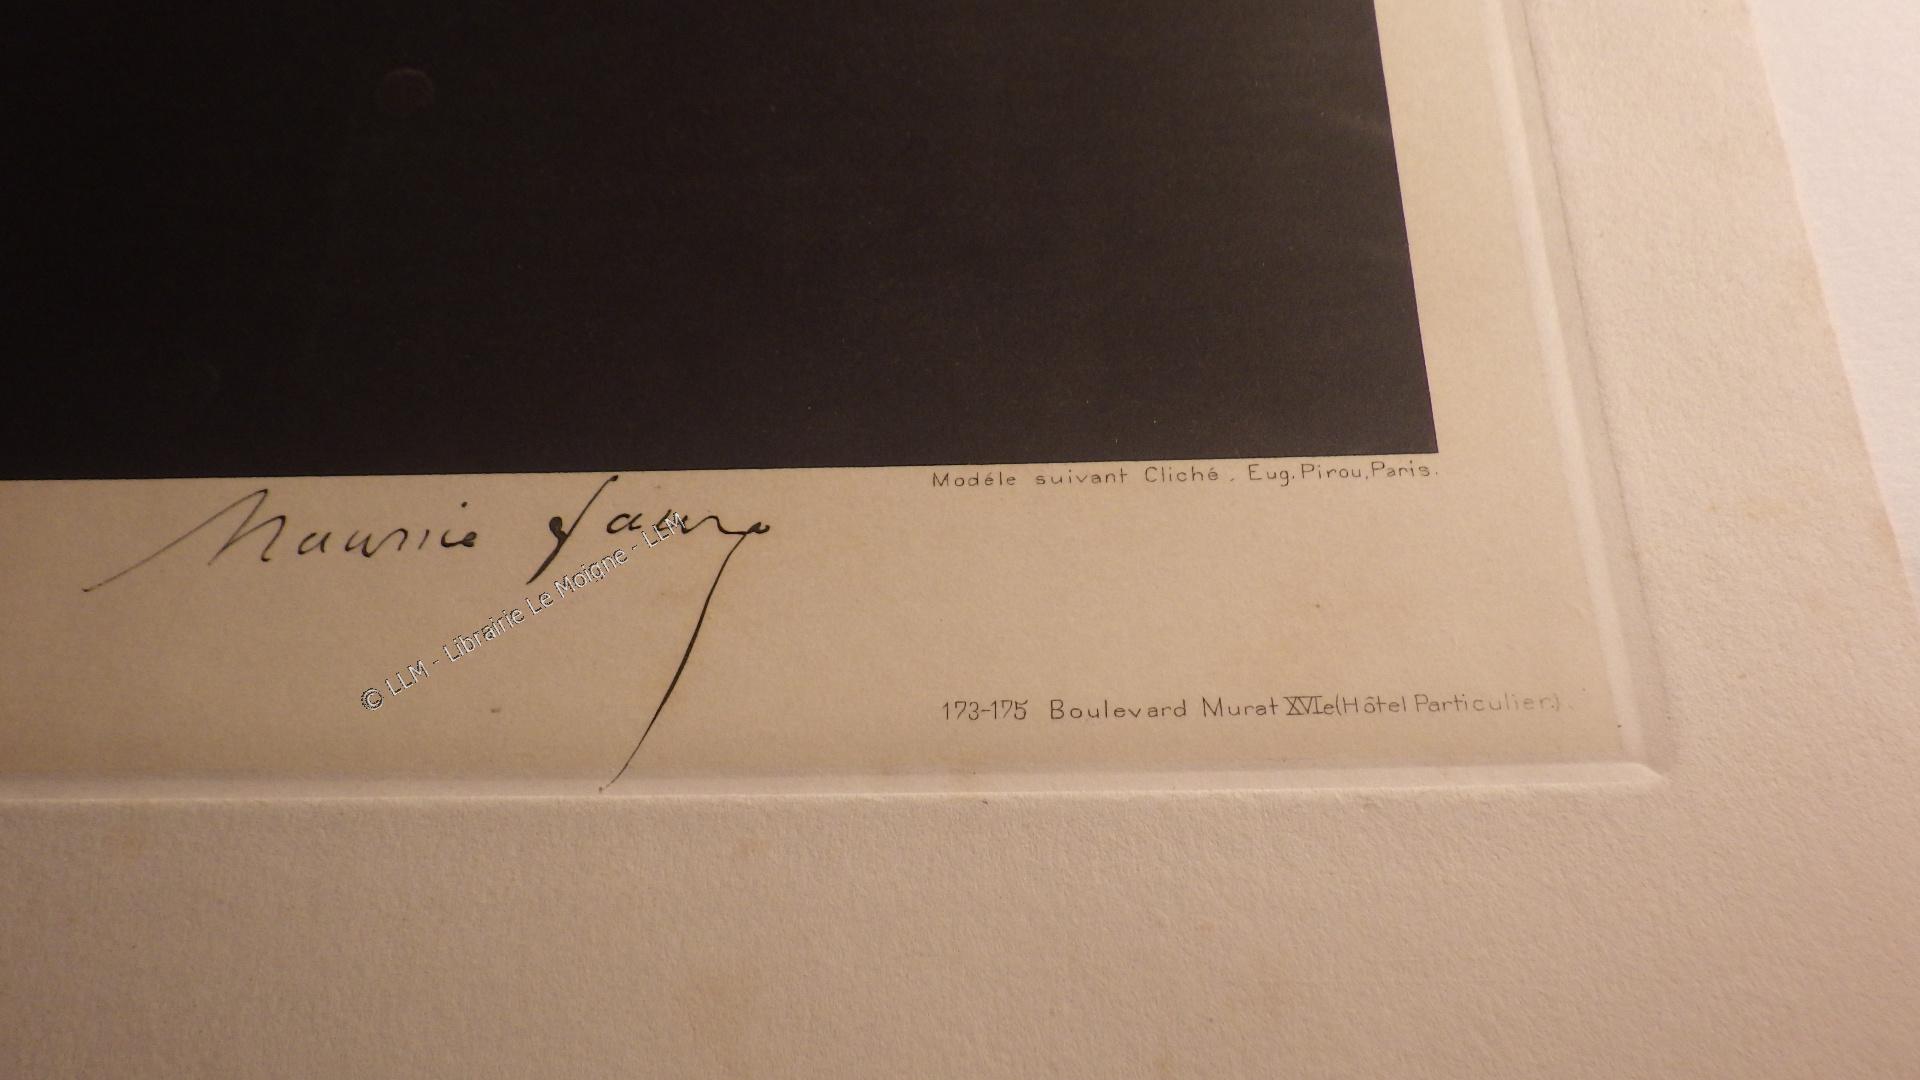 Modéle suivant Cliché, Eug. Pirou, Paris.
Maurice Faure
© LLM - Librairie Le Moigne - LLM
173-175 Boulevard Murat XVIe (Hôtel Particulier.)